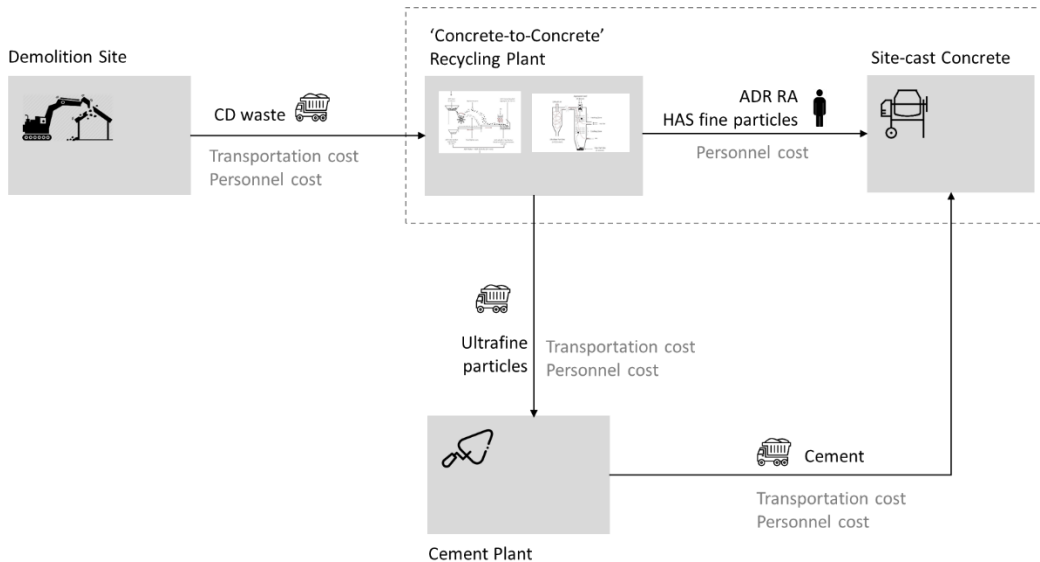 Demolition Site
CD waste
Transportation cost
Personnel cost
‘Concrete-to-Concrete’
Recycling Plant
ADR RA
HAS fine particles
Personnel cost
Site-cast Concrete
Ultrafine
particles
Transportation cost
Personnel cost
Cement
Transportation cost
Personnel cost
Cement Plant